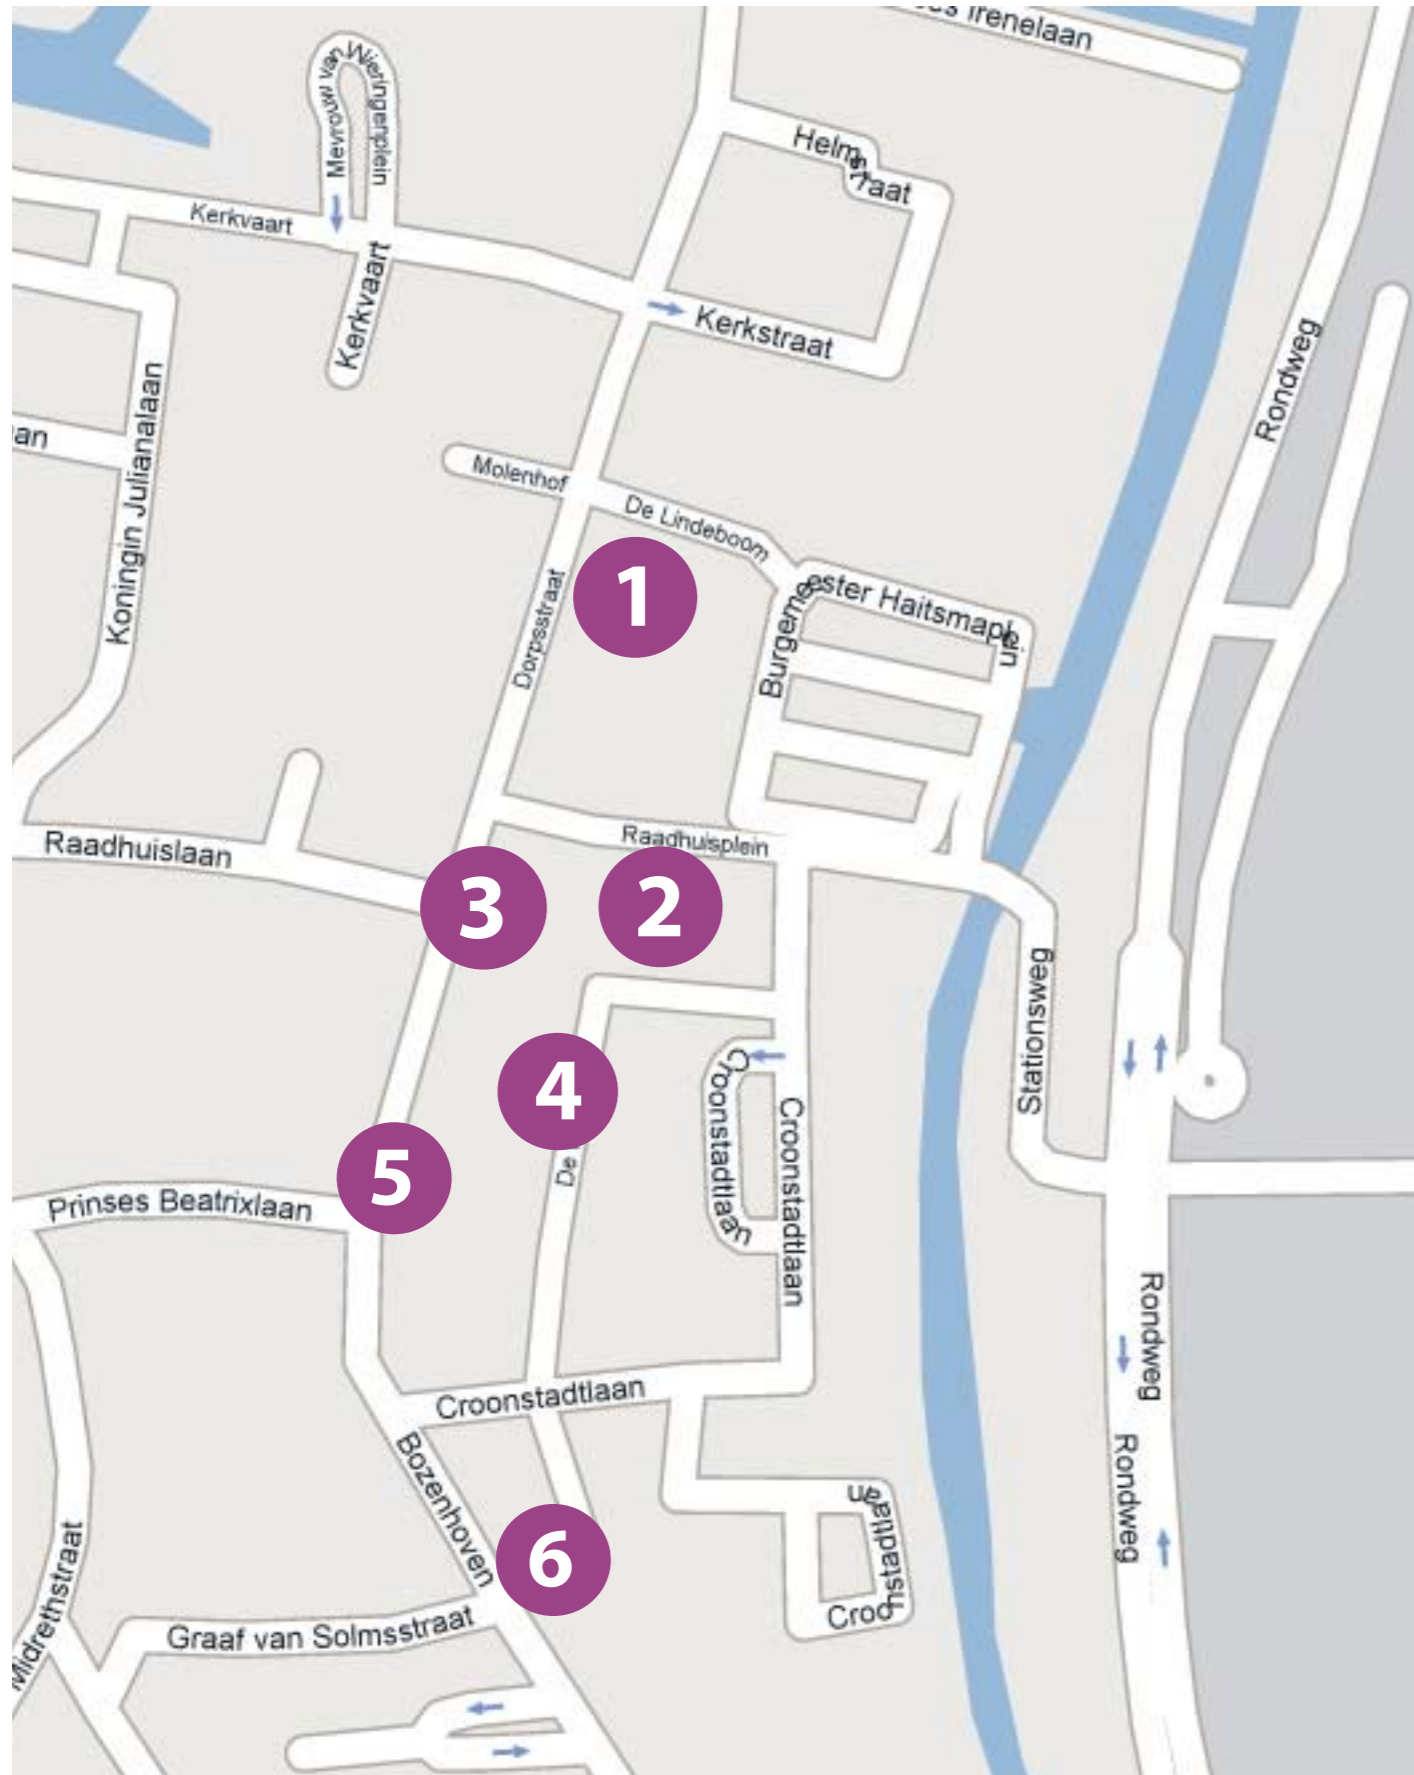 es Irenelaan
Mevrouw van Wieringenplein
Helmstraat
Kerkvaart
Kerkvaart
Kerkstraat
Rondweg
Koningin Julianalaan
Molenhof
De Lindeboom
Dorpsstraat
1
Burgemeester Haitsmaplein
Raadhuislaan
Raadhuisplein
3
2
Stationsweg
4
Croonstadtlaan
Croonstadtlaan
De
5
Prinses Beatrixlaan
Rondweg
Croonstadtlaan
Bozenhoven
Rondweg
6
Midrethstraat
Graaf van Solmsstraat